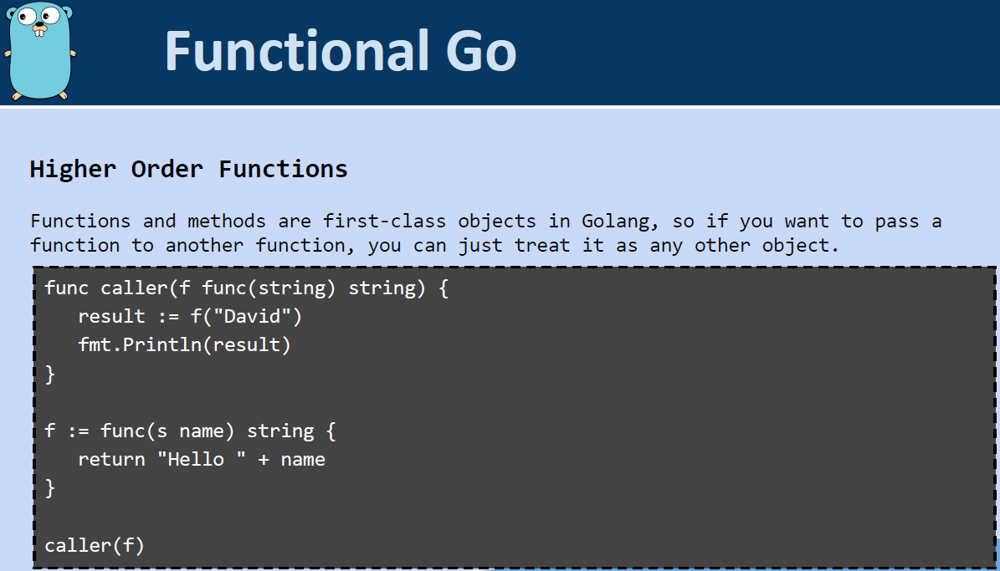 Functional Go
Higher Order Functions
Functions and methods are first-class objects in Golang, so if you want to pass a
function to another function, you can just treat it as any other object.
func caller(f func(string) string) {
   result := f("David")
   fmt.Println(result)
}
f := func(s name) string {
   return "Hello " + name
}
caller(f)